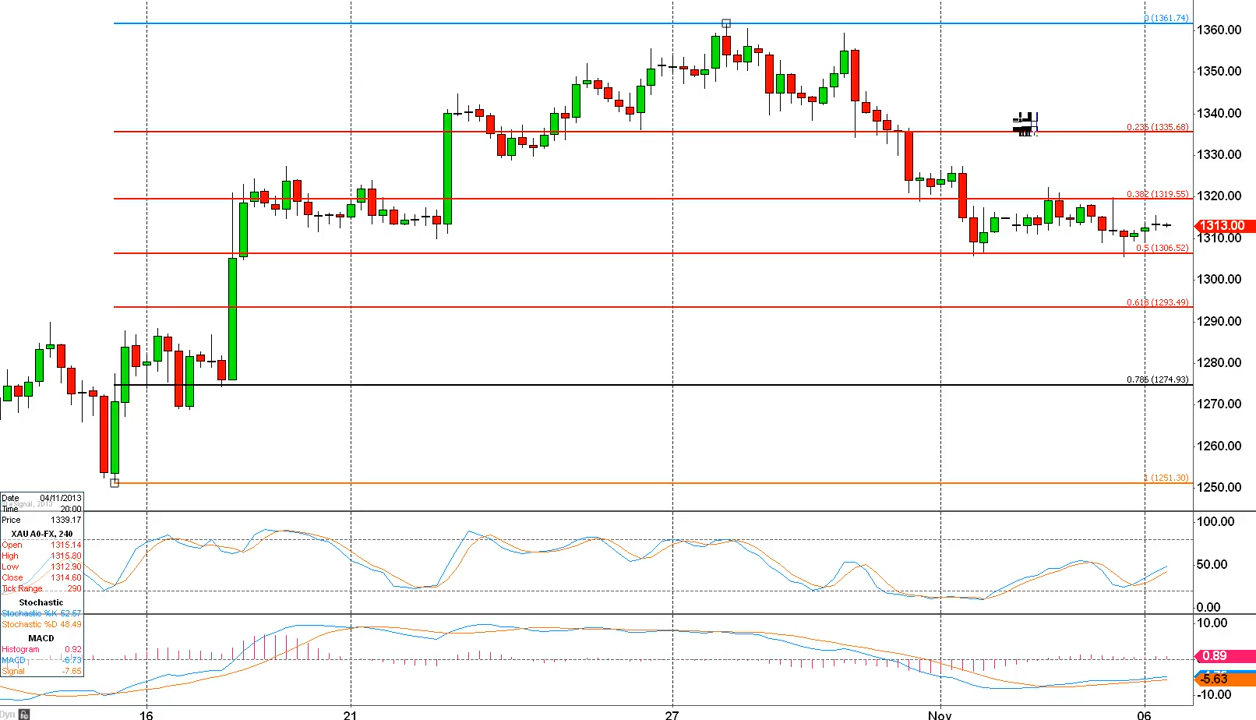 0 (1361.74)
1360.00
1350.00
1340.00
0.236 (1335.68)
1330.00
0.382 (1319.55)
1320.00
1313.00
1310.00
0.5 (1306.52)
1300.00
0.618 (1293.49)
1290.00
1280.00
0.786 (1274.93)
1270.00
1260.00
1 (1251.30)
1250.00
Date 04/11/2013
Time 20:00
Price 1339.17
XAU A0-FX, 240
Open 1315.14
High 1315.80
Low 1312.90
Close 1314.60
Tick Range 290
Stochastic
Stochastic %K 52.67
Stochastic %D 48.49
MACD
Histogram 0.92
MACD -6.73
Signal -7.65
100.00
50.00
0.00
10.00
0.89
-5.63
-10.00
Dyn
16
21
27
Nov
06